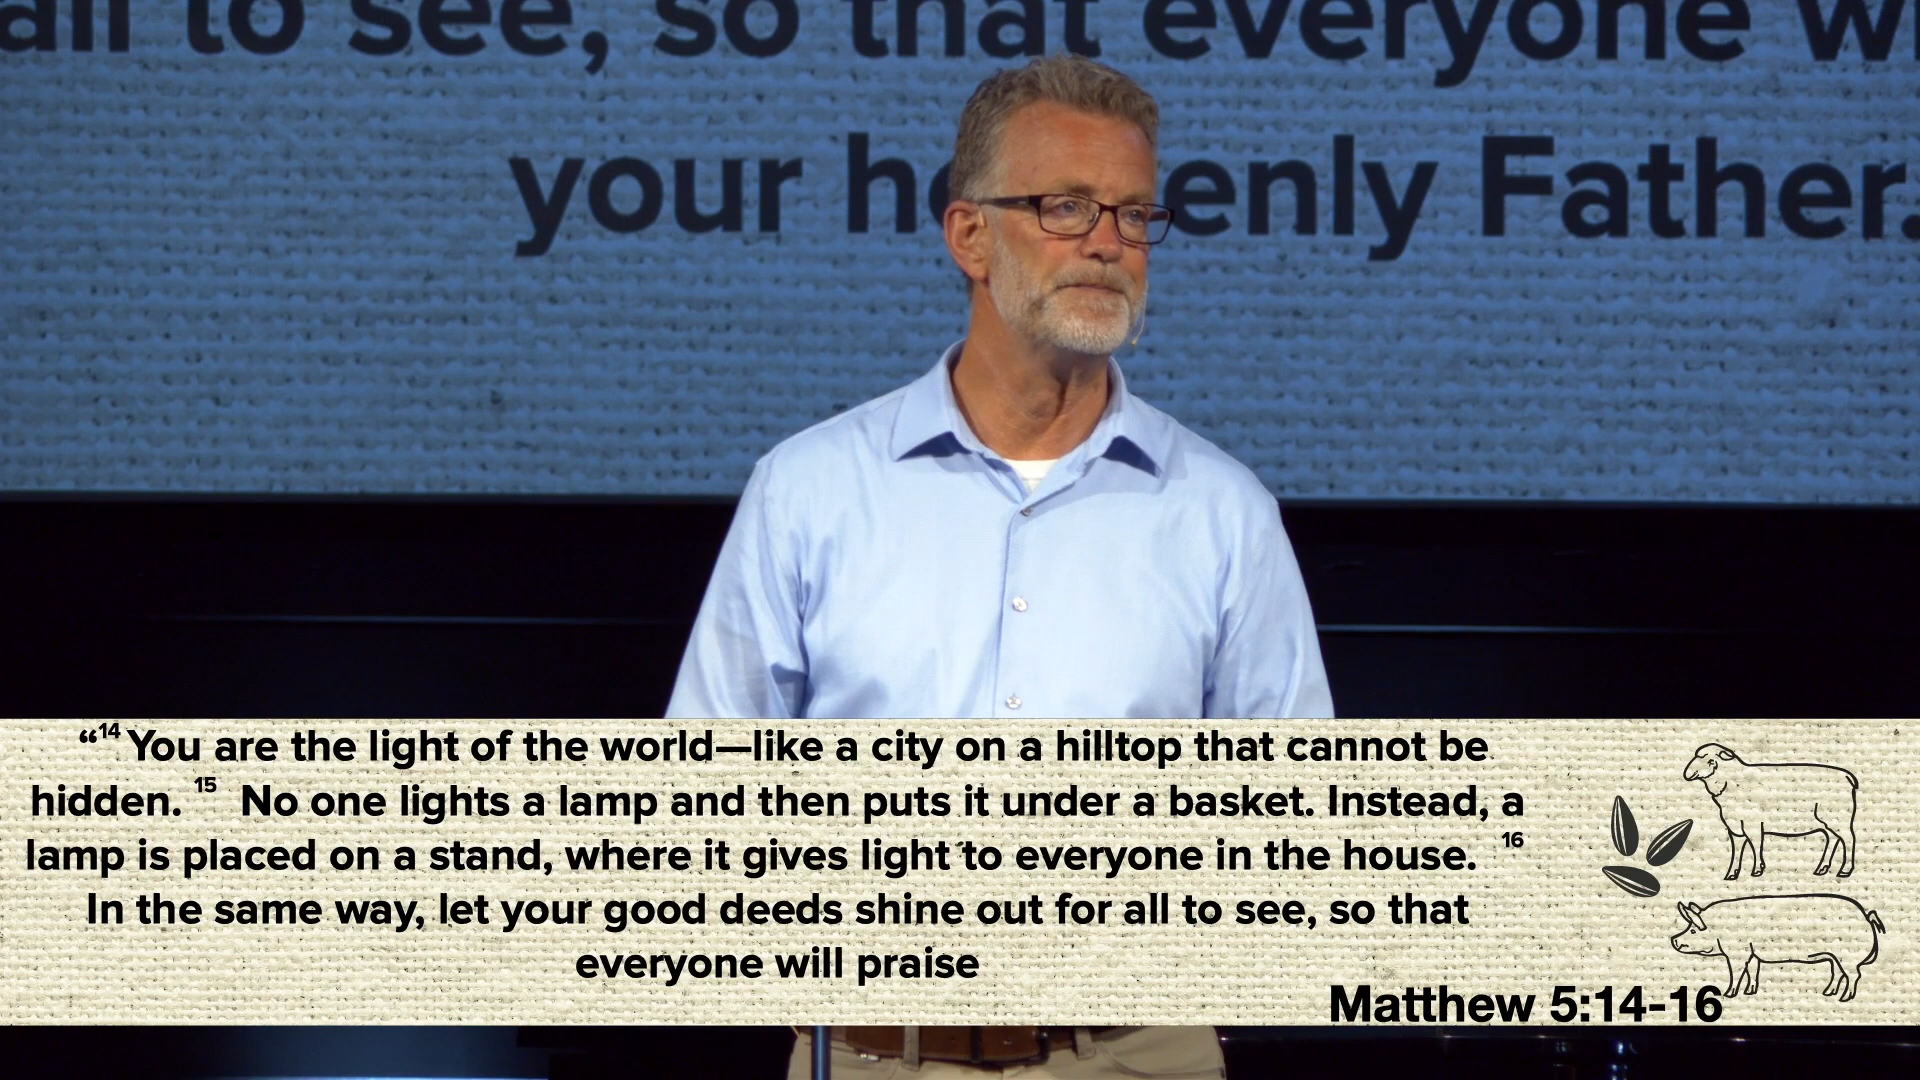 all to see, so that everyone
your he enly Father.
“14 You are the light of the world—like a city on a hilltop that cannot be
hidden. 15 No one lights a lamp and then puts it under a basket. Instead, a
lamp is placed on a stand, where it gives light to everyone in the house. 16
In the same way, let your good deeds shine out for all to see, so that
everyone will praise
Matthew 5:14-16